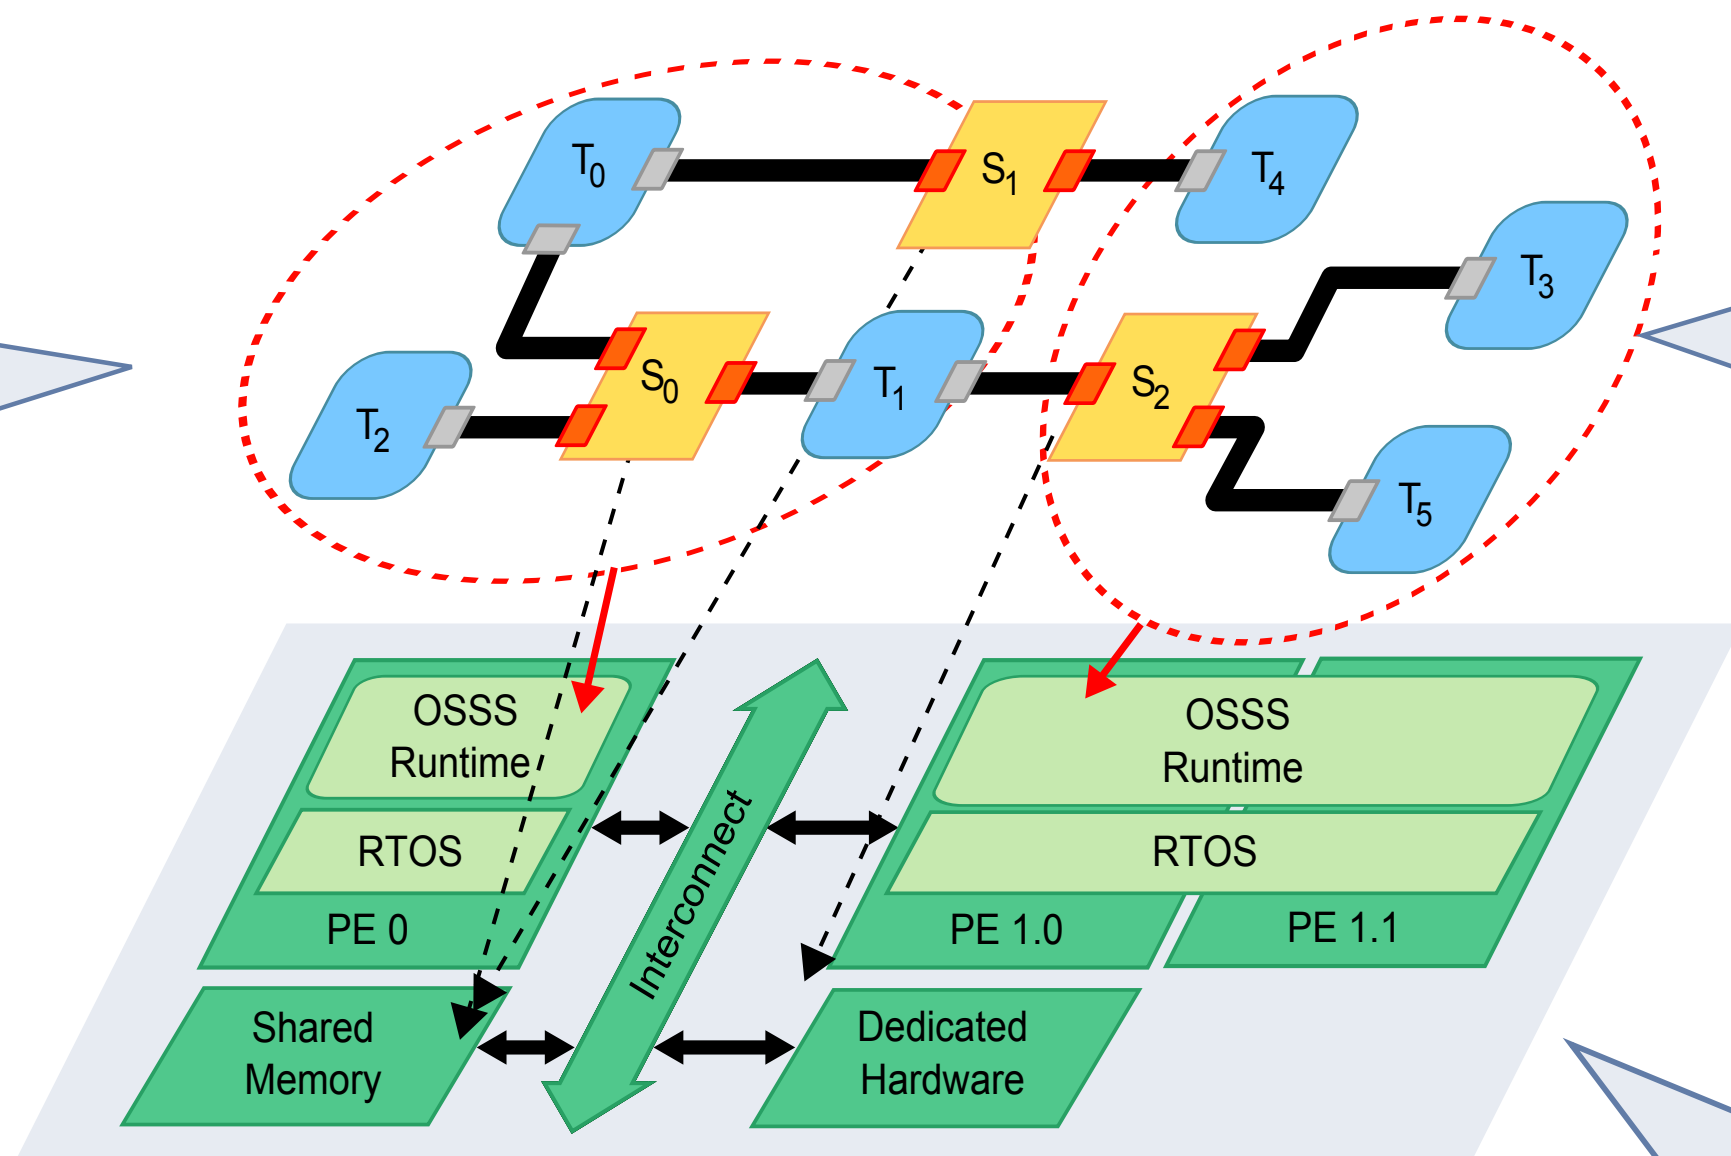 T0
S1
T4
T3
S0
T1
S2
T2
T5
OSSS
Runtime
OSSS
Runtime
RTOS
RTOS
Interconnect
PE 0
PE 1.0
PE 1.1
Shared
Memory
Dedicated
Hardware